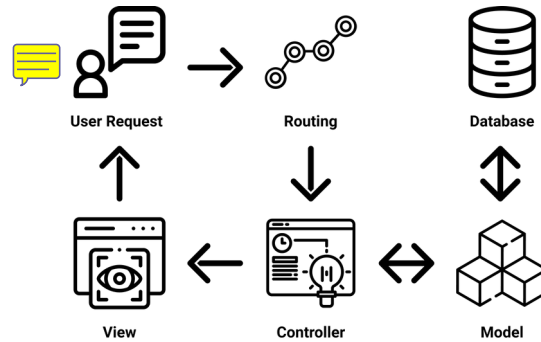 User Request
Routing
Database
View
Controller
Model